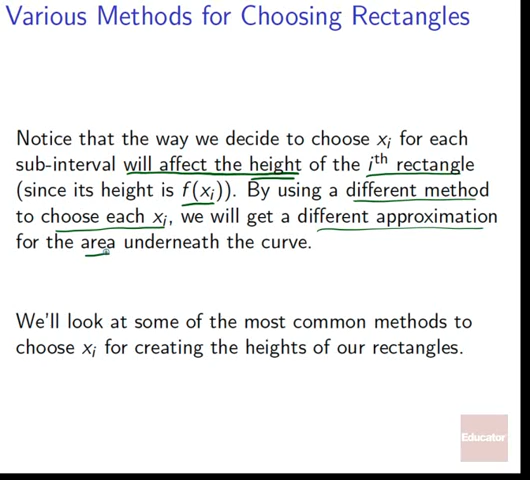 Various Methods for Choosing Rectangles
Notice that the way we decide to choose xᵢ for each
sub-interval will affect the height of the iᵗʰ rectangle
(since its height is f(xᵢ)). By using a different method
to choose each xᵢ, we will get a different approximation
for the area underneath the curve.
We'll look at some of the most common methods to
choose xᵢ for creating the heights of our rectangles.
Educator